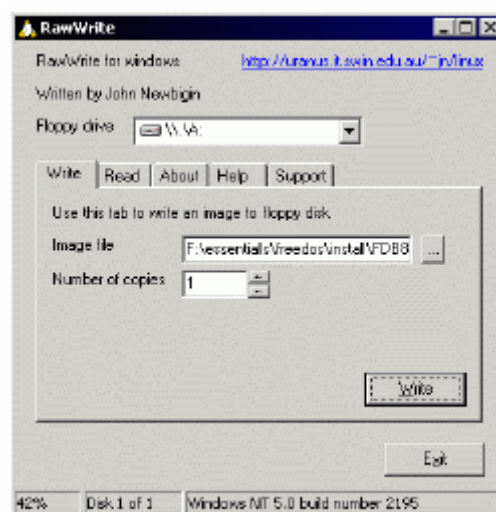 RawWrite
RaWWrite for windows http://uranus.it.swin.edu.au/~jn/linux
Written by John Newbigin
Floppy drive \\.\A:
Write Read About Help Support
Use this tab to write an image to floppy disk
Image file F:\essentials\freedos\install\FDB8 ...
Number of copies 1
Write
Exit
42% Disk 1 of 1 Windows NT 5.0 build number 2195